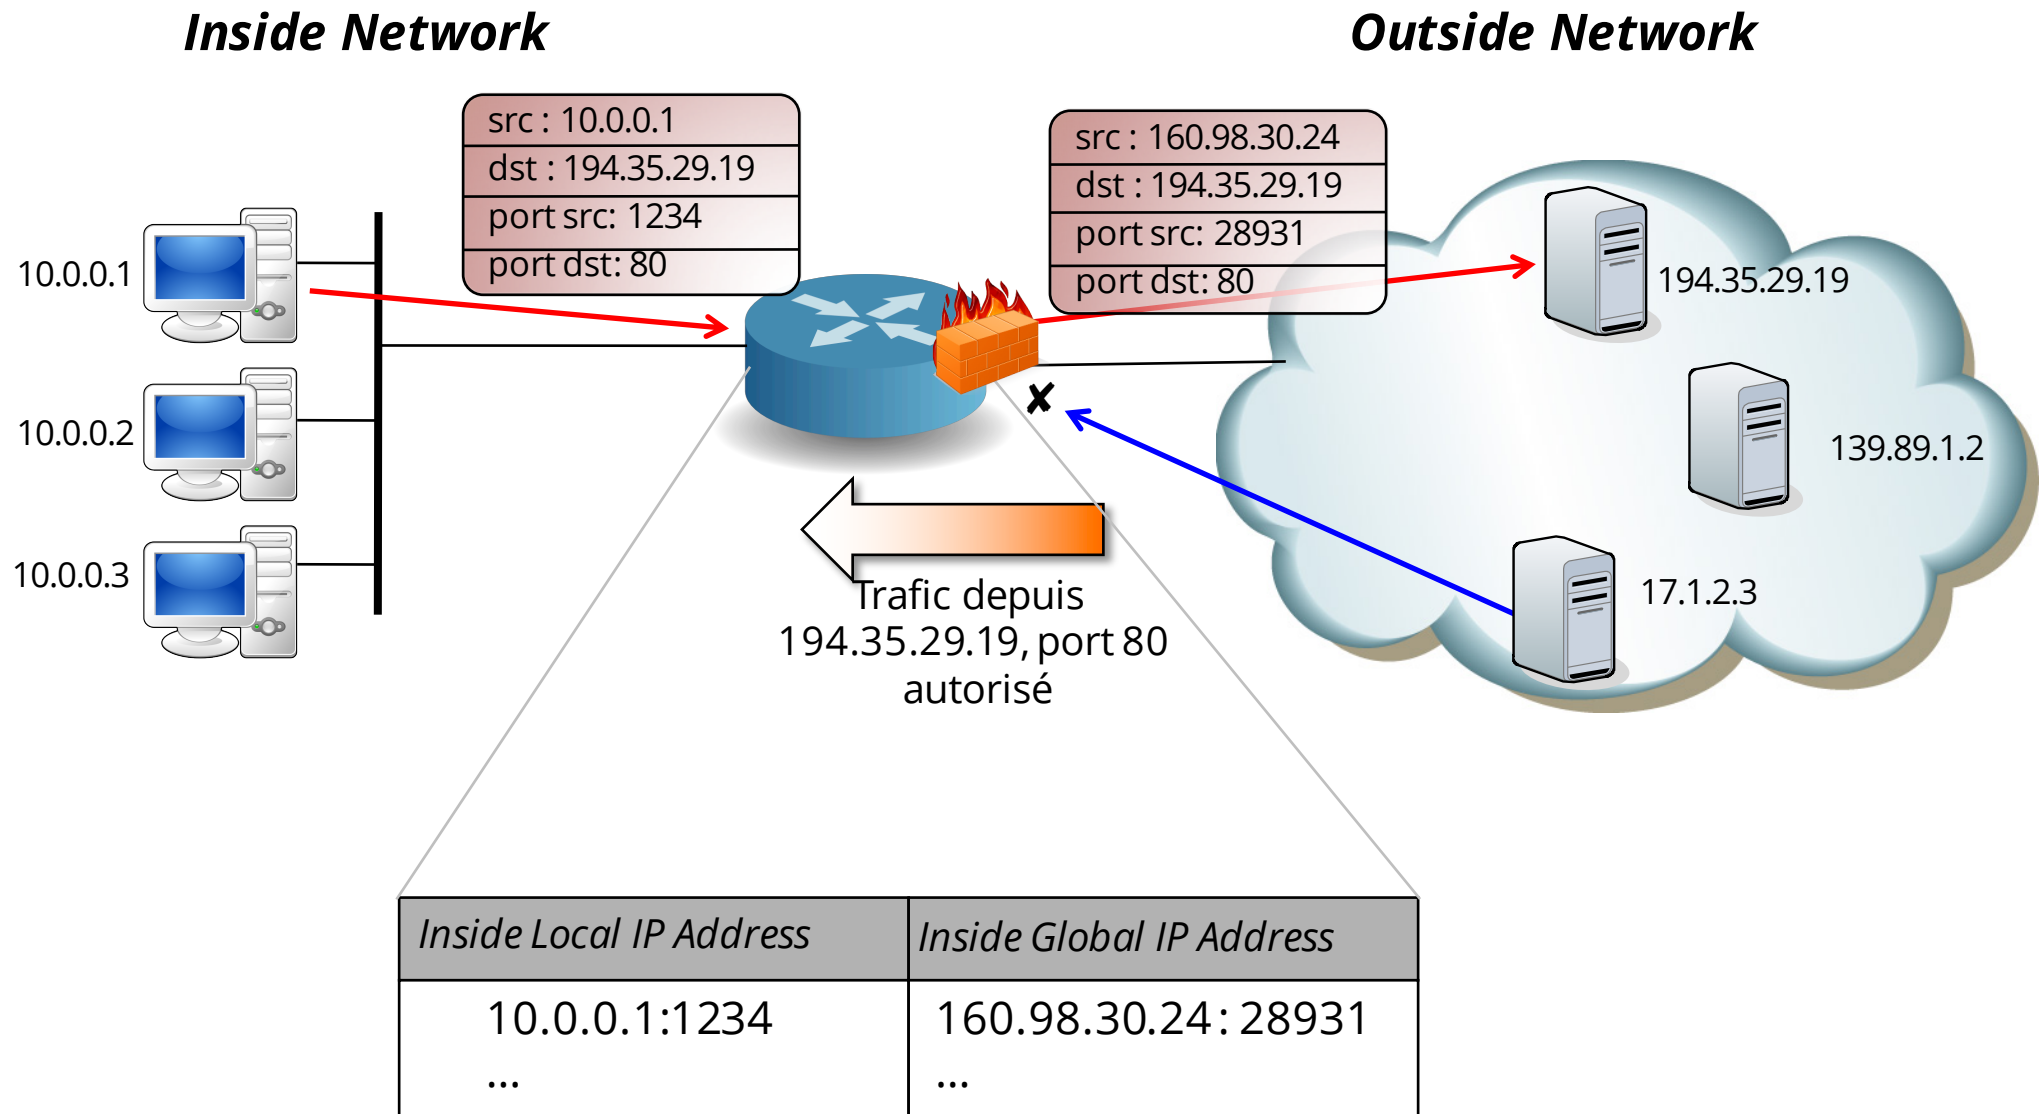 Inside Network
Outside Network
src : 10.0.0.1
dst : 194.35.29.19
port src: 1234
port dst: 80
src : 160.98.30.24
dst : 194.35.29.19
port src: 28931
port dst: 80
10.0.0.1
10.0.0.2
10.0.0.3
194.35.29.19
139.89.1.2
17.1.2.3
✘
Trafic depuis
194.35.29.19, port 80
autorisé
Inside Local IP Address
Inside Global IP Address
10.0.0.1:1234
160.98.30.24 : 28931
...
...